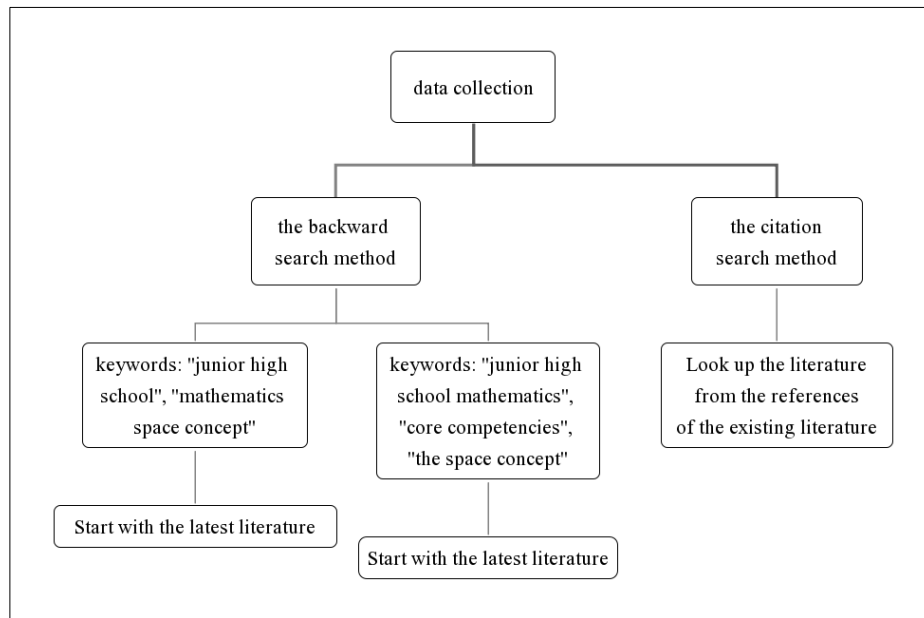 data collection
the backward
search method
the citation
search method
keywords: "junior high
school", "mathematics
space concept"
keywords: "junior high
school mathematics",
"core competencies",
"the space concept"
Look up the literature
from the references
of the existing literature
Start with the latest literature
Start with the latest literature